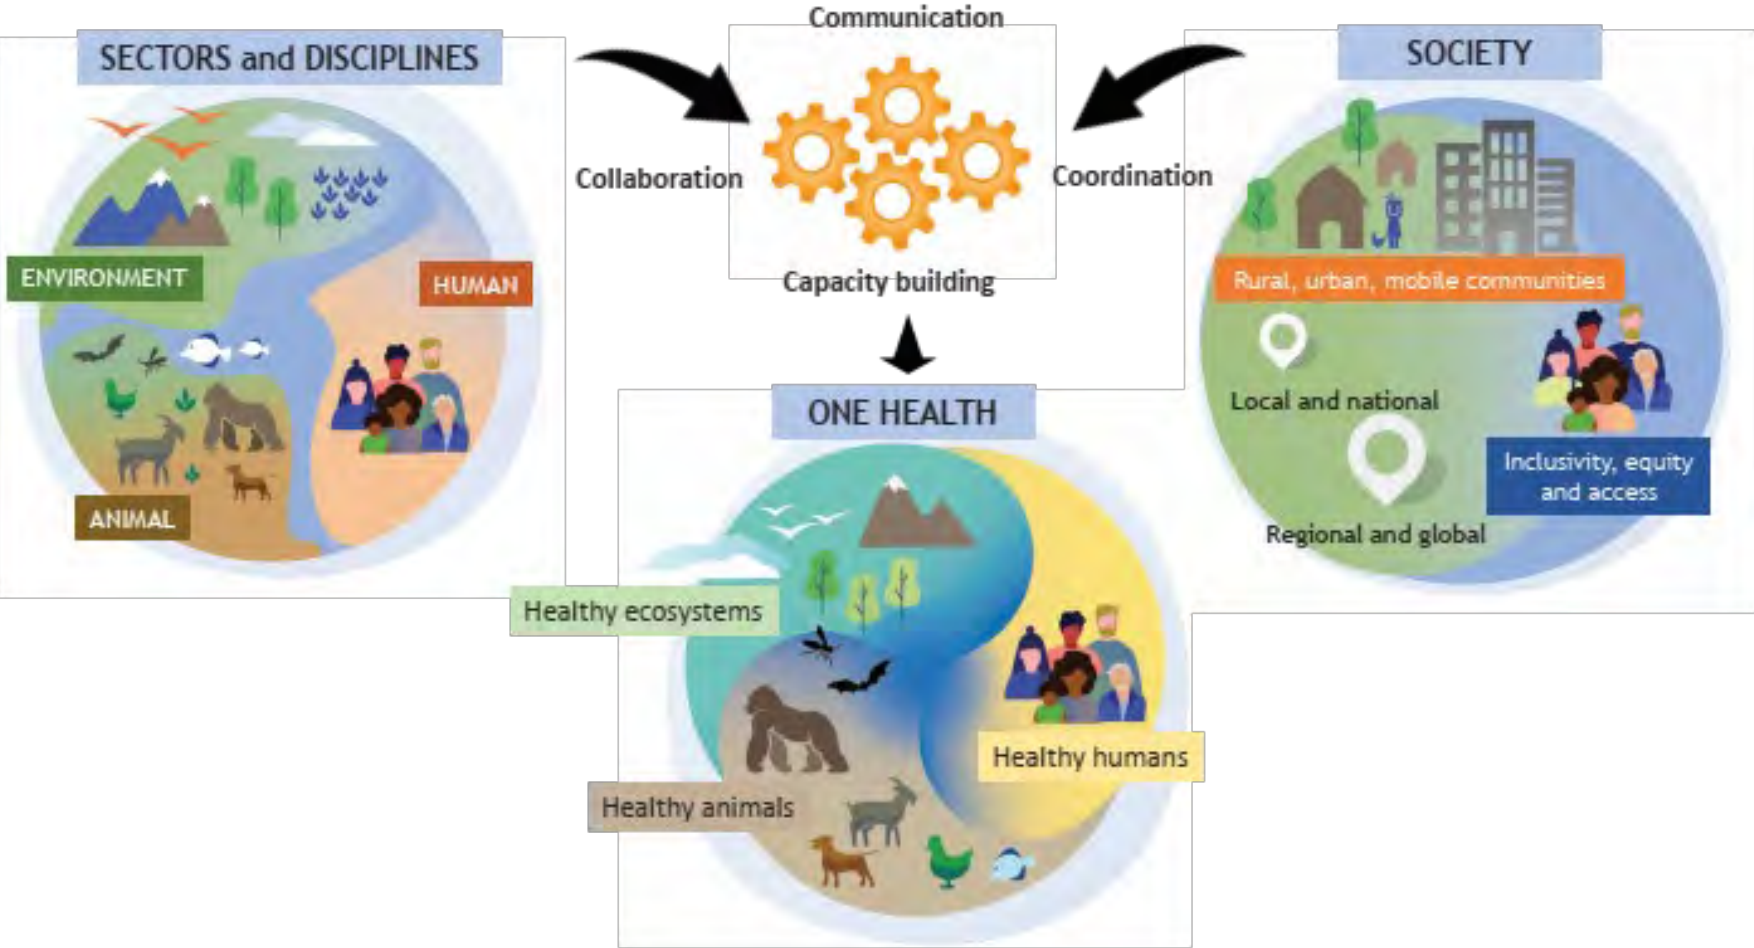 SECTORS and DISCIPLINES
ENVIRONMENT
HUMAN
ANIMAL
Communication
Collaboration
Coordination
Capacity building
SOCIETY
Rural, urban, mobile communities
Local and national
Inclusivity, equity
and access
Regional and global
ONE HEALTH
Healthy ecosystems
Healthy humans
Healthy animals